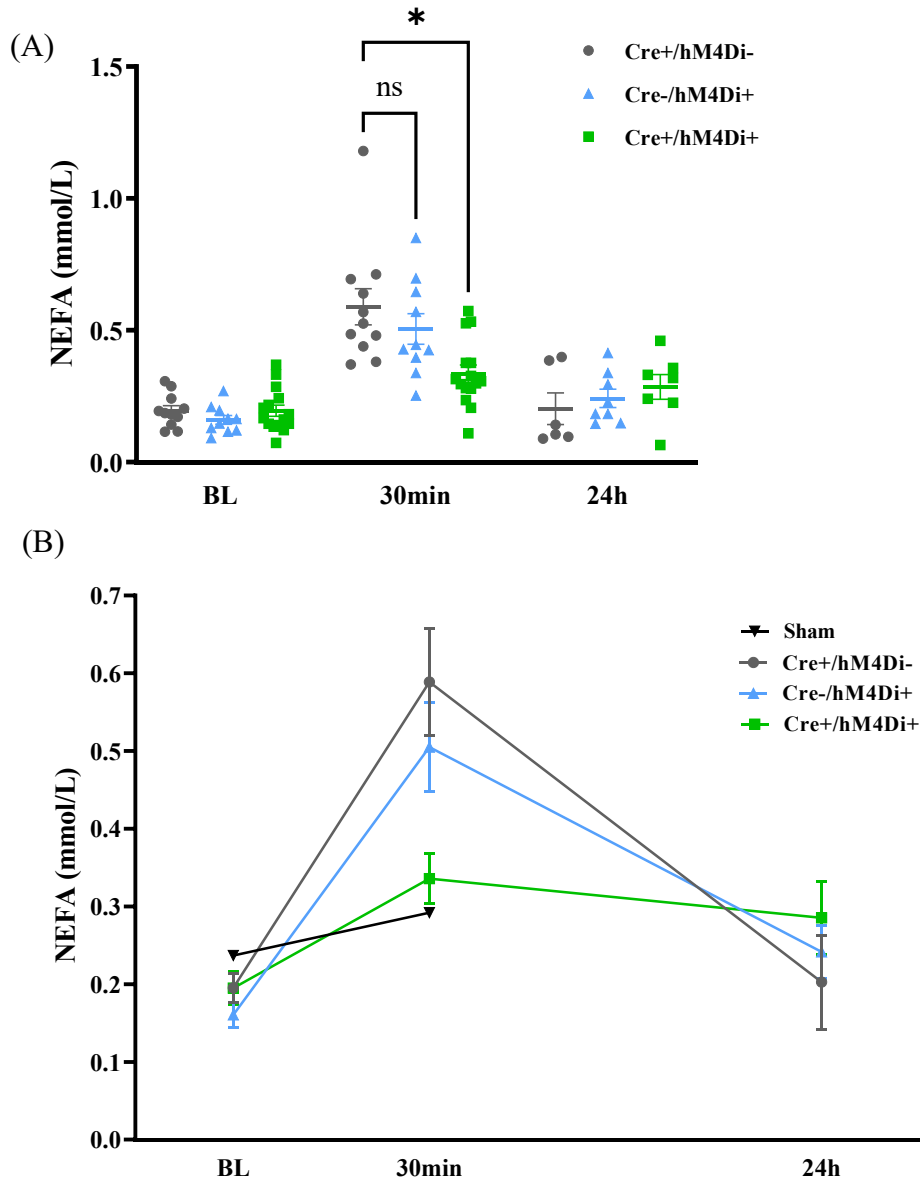 (A)
*
ns
Cre+/hM4Di-
Cre-/hM4Di+
Cre+/hM4Di+
NEFA (mmol/L)
1.5
1.0
0.5
0.0
BL 30min 24h
(B)
Sham
Cre+/hM4Di-
Cre-/hM4Di+
Cre+/hM4Di+
NEFA (mmol/L)
0.7
0.6
0.5
0.4
0.3
0.2
0.1
0.0
BL 30min 24h